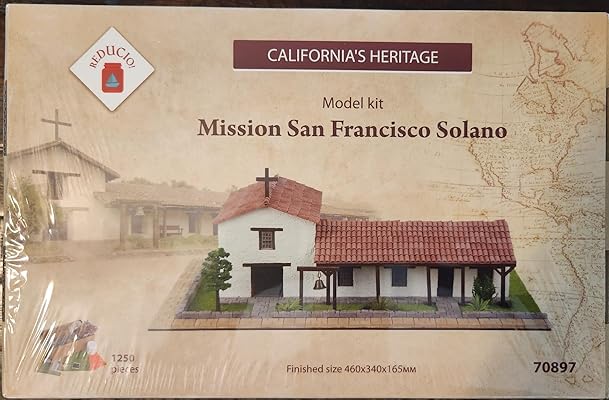 REDUCIO!
CALIFORNIA'S HERITAGE
Model kit
Mission San Francisco Solano
1250
pieces
Finished size 460x340x165мм
70897